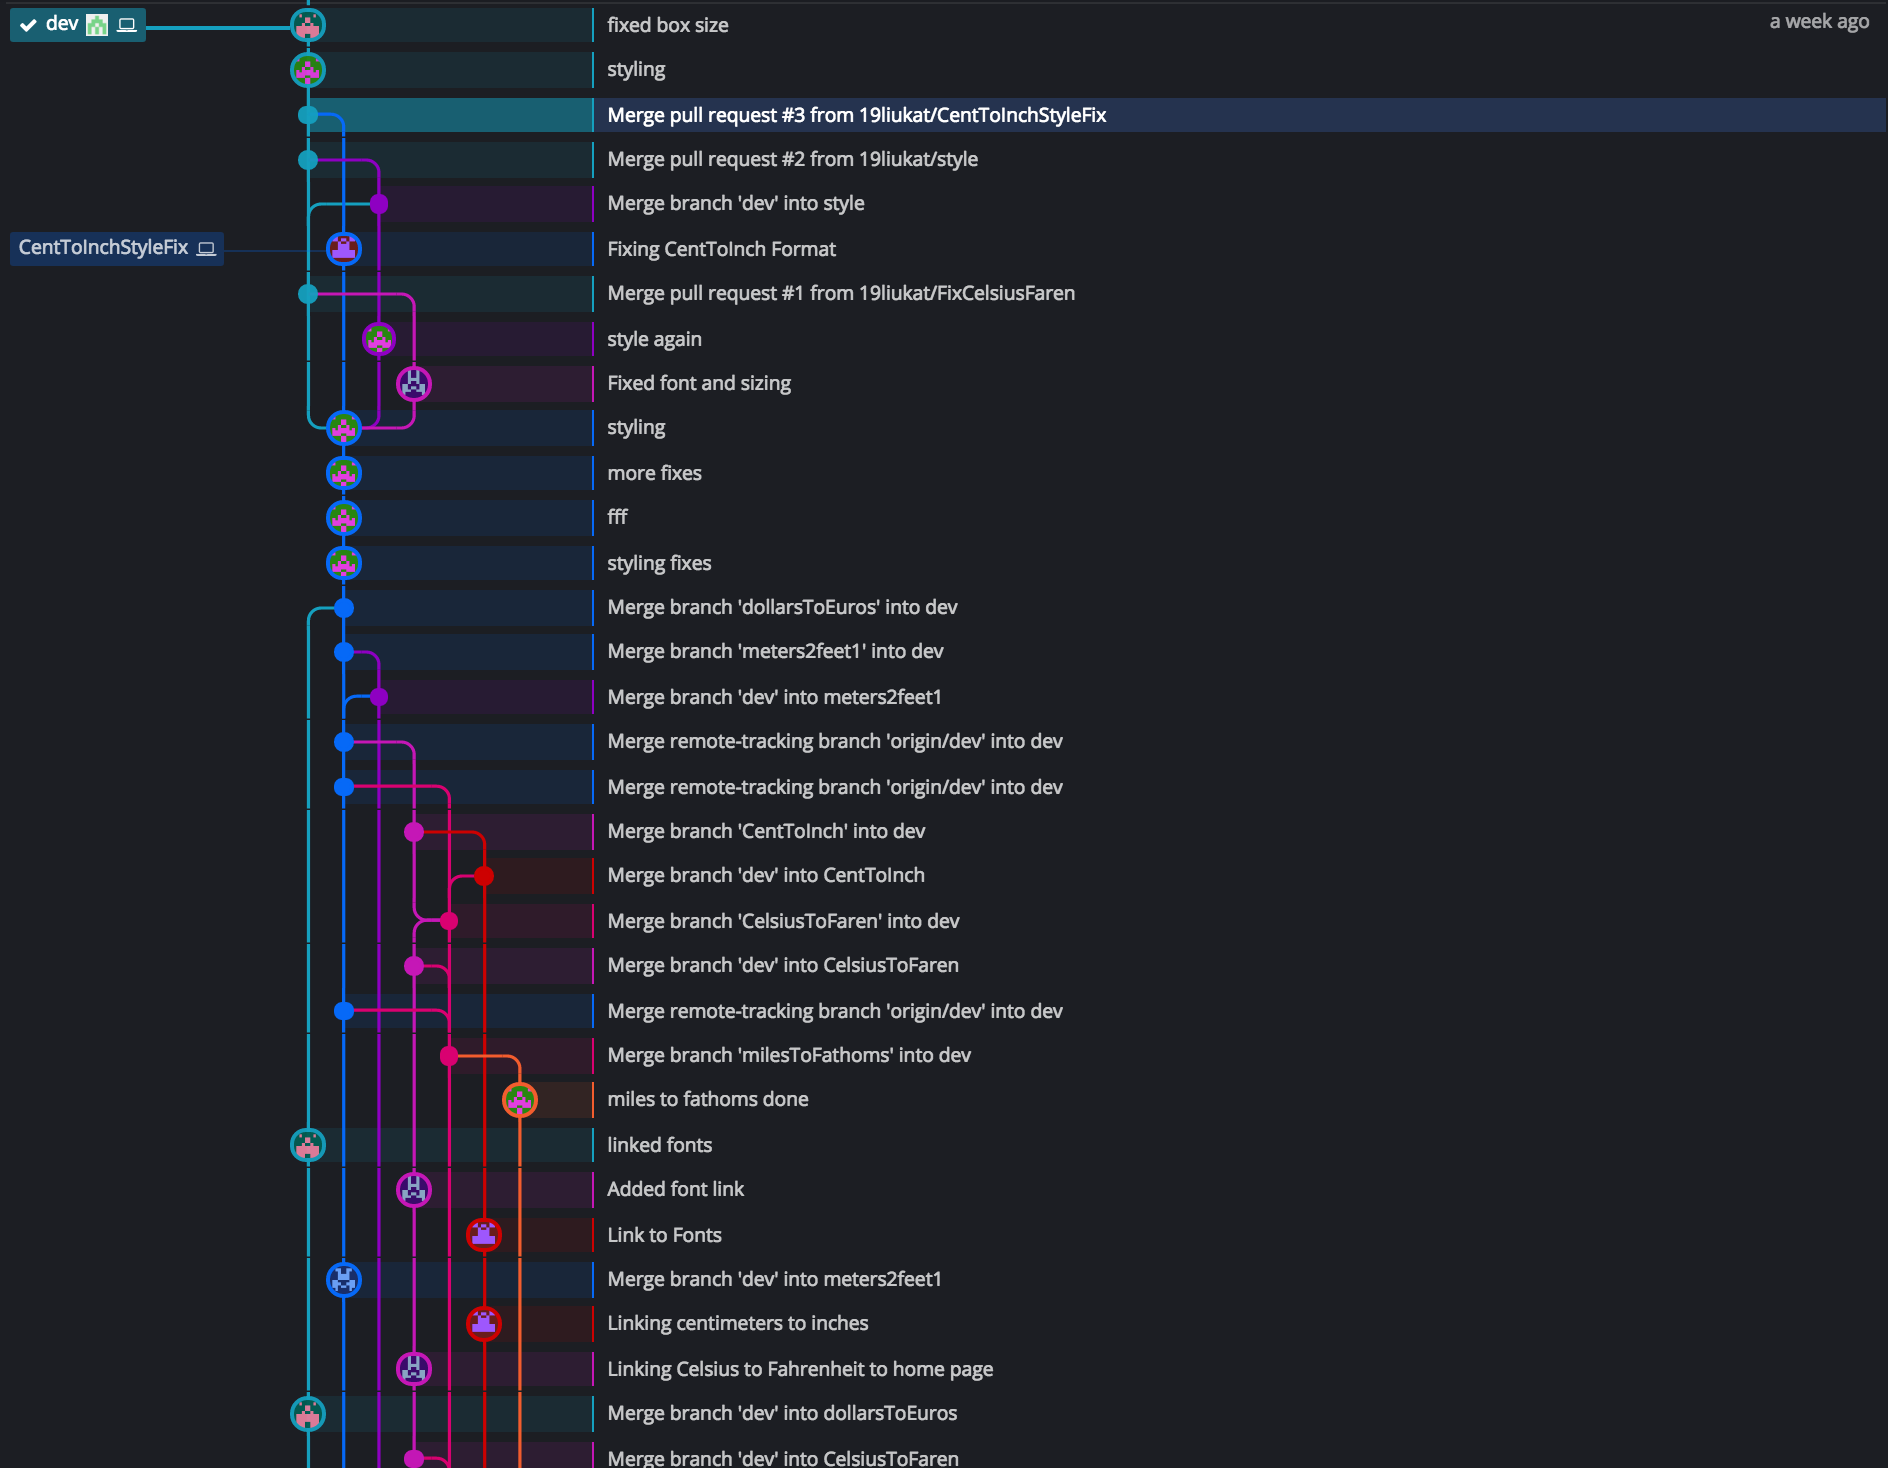 dev
fixed box size
a week ago
styling
Merge pull request #3 from 19liukat/CentToInchStyleFix
Merge pull request #2 from 19liukat/style
Merge branch 'dev' into style
CentToInchStyleFix
Fixing CentToInch Format
Merge pull request #1 from 19liukat/FixCelsiusFaren
style again
Fixed font and sizing
styling
more fixes
fff
styling fixes
Merge branch 'dollarsToEuros' into dev
Merge branch 'meters2feet1' into dev
Merge branch 'dev' into meters2feet1
Merge remote-tracking branch 'origin/dev' into dev
Merge remote-tracking branch 'origin/dev' into dev
Merge branch 'CentToInch' into dev
Merge branch 'dev' into CentToInch
Merge branch 'CelsiusToFaren' into dev
Merge branch 'dev' into CelsiusToFaren
Merge remote-tracking branch 'origin/dev' into dev
Merge branch 'milesToFathoms' into dev
miles to fathoms done
linked fonts
Added font link
Link to Fonts
Merge branch 'dev' into meters2feet1
Linking centimeters to inches
Linking Celsius to Fahrenheit to home page
Merge branch 'dev' into dollarsToEuros
Merge branch 'dev' into CelsiusToFaren